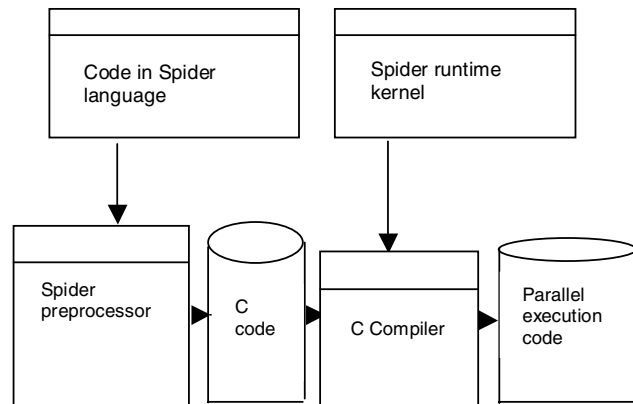 Code in Spider
language
Spider runtime
kernel
Spider
preprocessor
C
code
C Compiler
Parallel
execution
code